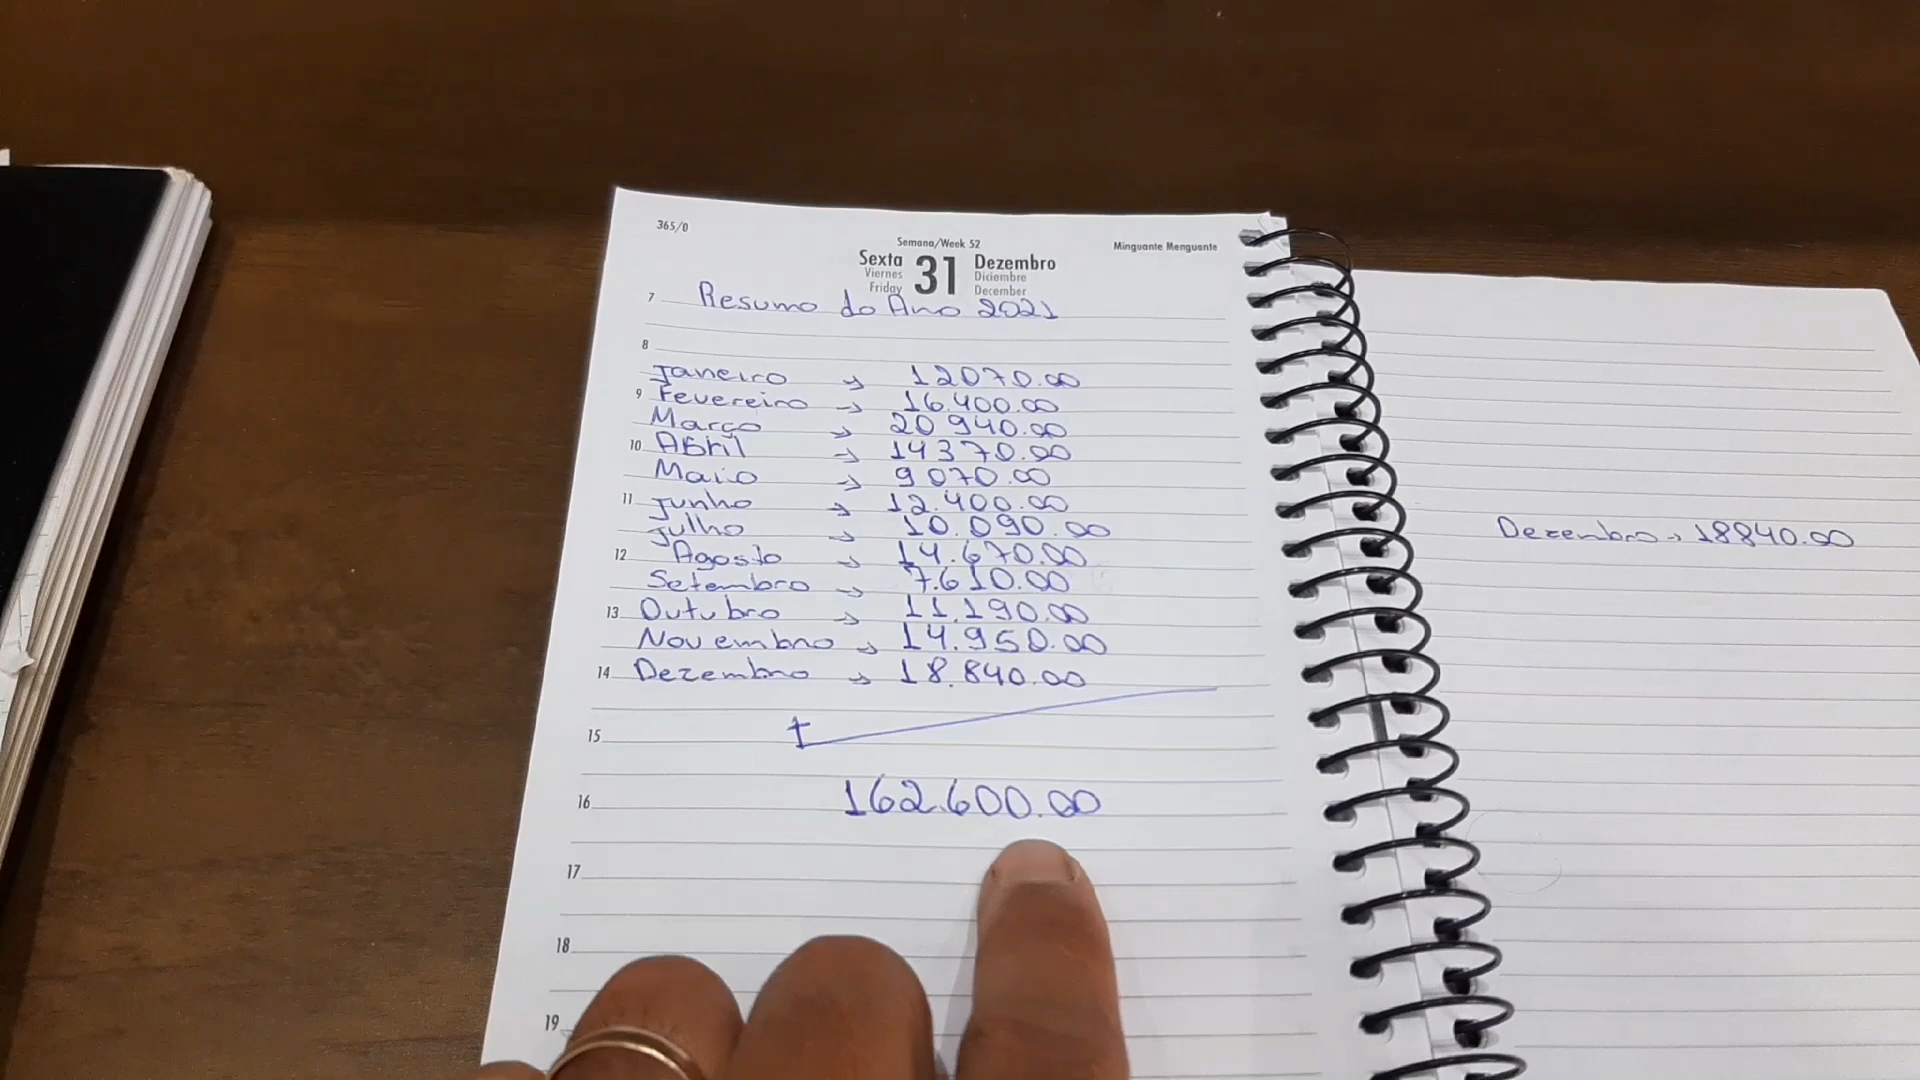 365/0
Semana/Week 52
Minguante Menguante
Sexta 31 Dezembro
Viernes Diciembre
Friday December
7 Resumo do Ano 2021
8
Janeiro → 12070.00
9 Fevereiro → 16.400.00
Março → 20 940.00
10 Abril → 14370.00
Maio → 9070.00
11 Junho → 12.400.00
Julho → 10.090.00
12 Agosto → 14.670.00
Setembro → 7.610.00
13 Outubro → 11.190.00
Novembro → 14.950.00
14 Dezembro → 18.840.00
15
16 162.600.00
17
18
19
Dezembro → 18840.00